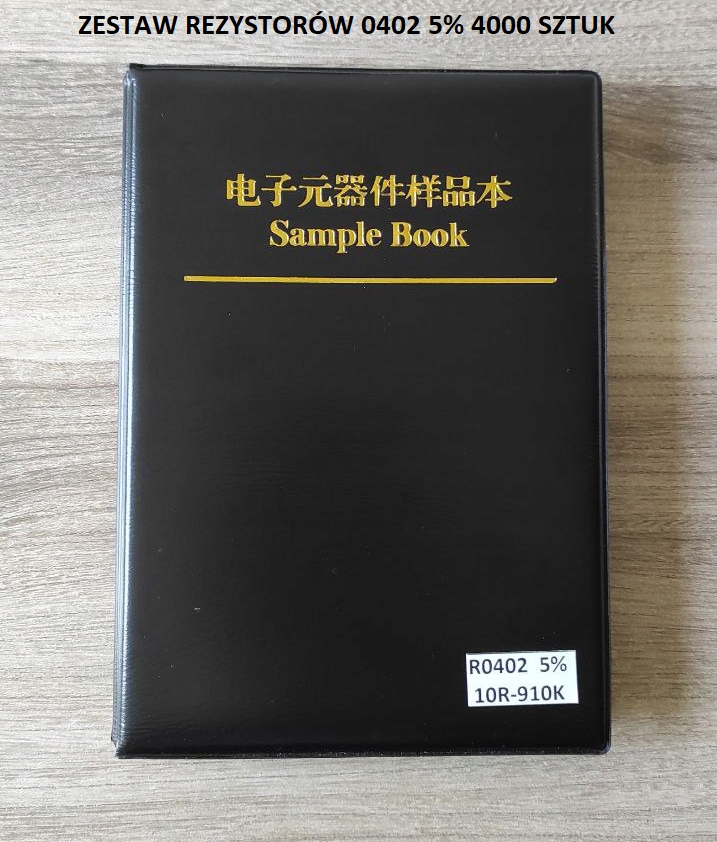 ZESTAW REZYSTORÓW 0402 5% 4000 SZTUK
电子元器件样品本
Sample Book
R0402 5%
10R-910K